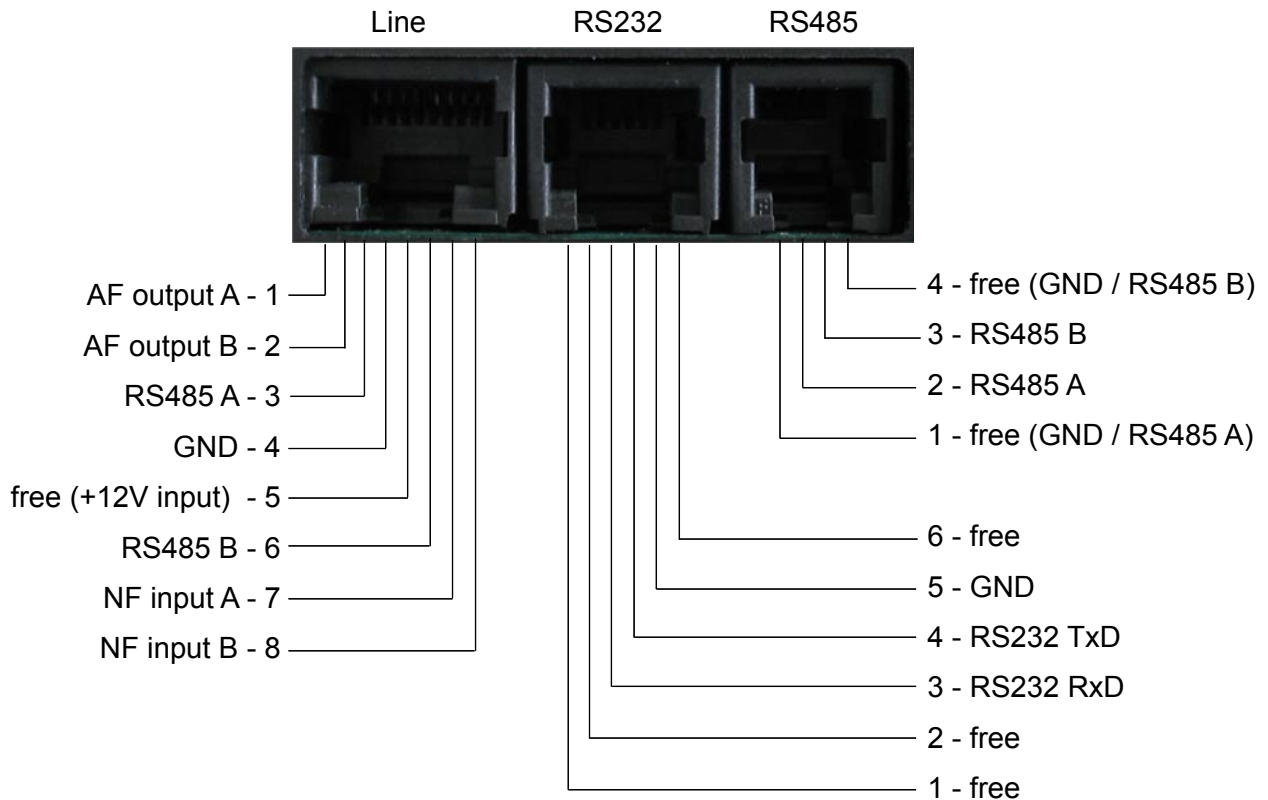 Line RS232 RS485
AF output A - 1
AF output B - 2
RS485 A - 3
GND - 4
free (+12V input)  - 5
RS485 B - 6
NF input A - 7
NF input B - 8
4 - free (GND / RS485 B)
3 - RS485 B
2 - RS485 A
1 - free (GND / RS485 A)
6 - free
5 - GND
4 - RS232 TxD
3 - RS232 RxD
2 - free
1 - free